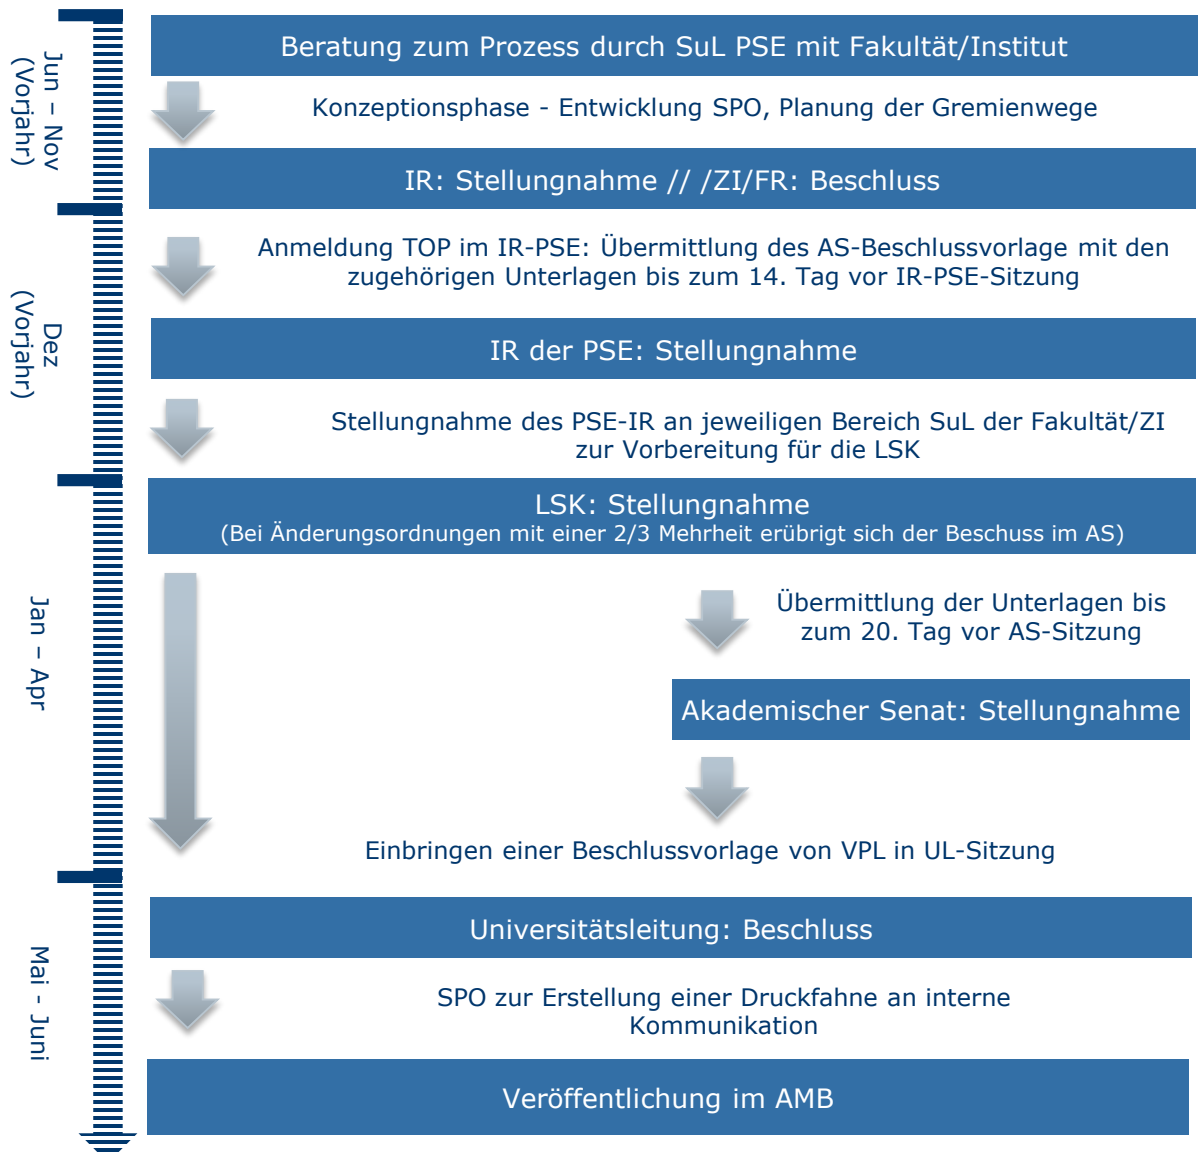 Jun – Nov
(Vorjahr)
Beratung zum Prozess durch SuL PSE mit Fakultät/Institut
Konzeptionsphase - Entwicklung SPO, Planung der Gremienwege
IR: Stellungnahme // /ZI/FR: Beschluss
Dez
(Vorjahr)
Anmeldung TOP im IR-PSE: Übermittlung des AS-Beschlussvorlage mit den
zugehörigen Unterlagen bis zum 14. Tag vor IR-PSE-Sitzung
IR der PSE: Stellungnahme
Stellungnahme des PSE-IR an jeweiligen Bereich SuL der Fakultät/ZI
zur Vorbereitung für die LSK
Jan – Apr
LSK: Stellungnahme
(Bei Änderungsordnungen mit einer 2/3 Mehrheit erübrigt sich der Beschuss im AS)
Übermittlung der Unterlagen bis
zum 20. Tag vor AS-Sitzung
Akademischer Senat: Stellungnahme
Einbringen einer Beschlussvorlage von VPL in UL-Sitzung
Mai - Juni
Universitätsleitung: Beschluss
SPO zur Erstellung einer Druckfahne an interne
Kommunikation
Veröffentlichung im AMB